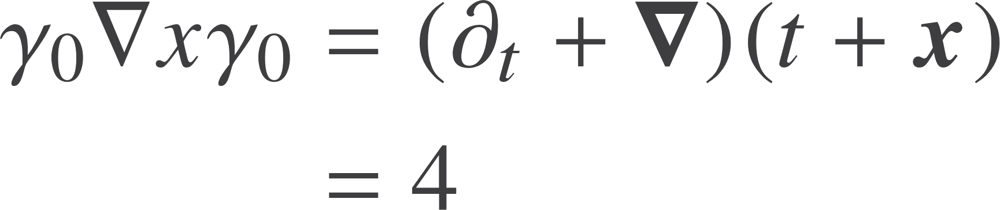 γ₀∇xγ₀ = (∂ₜ + **∇**)(t + **x**)
= 4